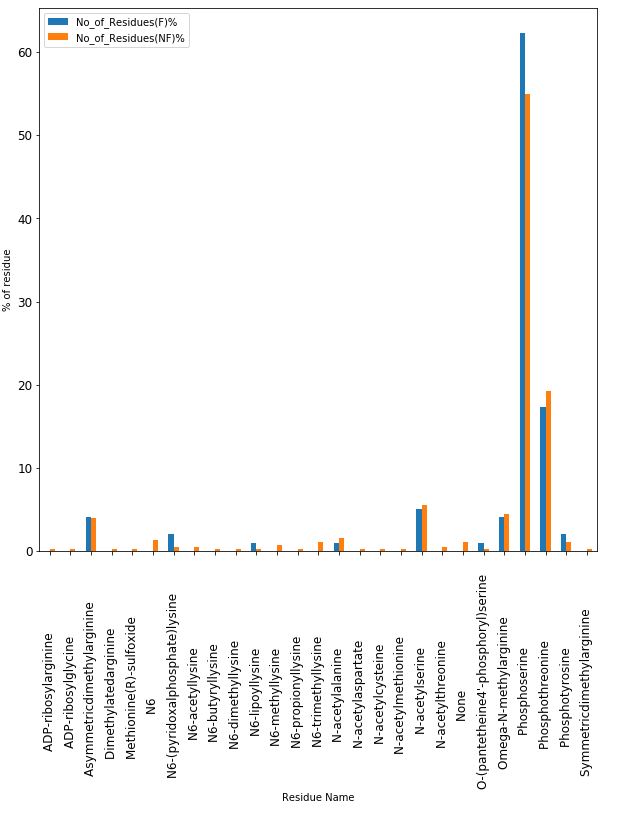 No_of_Residues(F)%
No_of_Residues(NF)%
60
50
40
30
20
10
0
% of residue
ADP-ribosylarginine
ADP-ribosylglycine
Asymmetricdimethylarginine
Dimethylatedarginine
Methionine(R)-sulfoxide
N6
N6-(pyridoxalphosphate)lysine
N6-acetyllysine
N6-butyryllysine
N6-dimethyllysine
N6-lipoyllysine
N6-methyllysine
N6-propionyllysine
N6-trimethyllysine
N-acetylalanine
N-acetylaspartate
N-acetylcysteine
N-acetylmethionine
N-acetylserine
N-acetylthreonine
None
O-(pantetheine4'-phosphoryl)serine
Omega-N-methylarginine
Phosphoserine
Phosphothreonine
Phosphotyrosine
Symmetricdimethylarginine
Residue Name